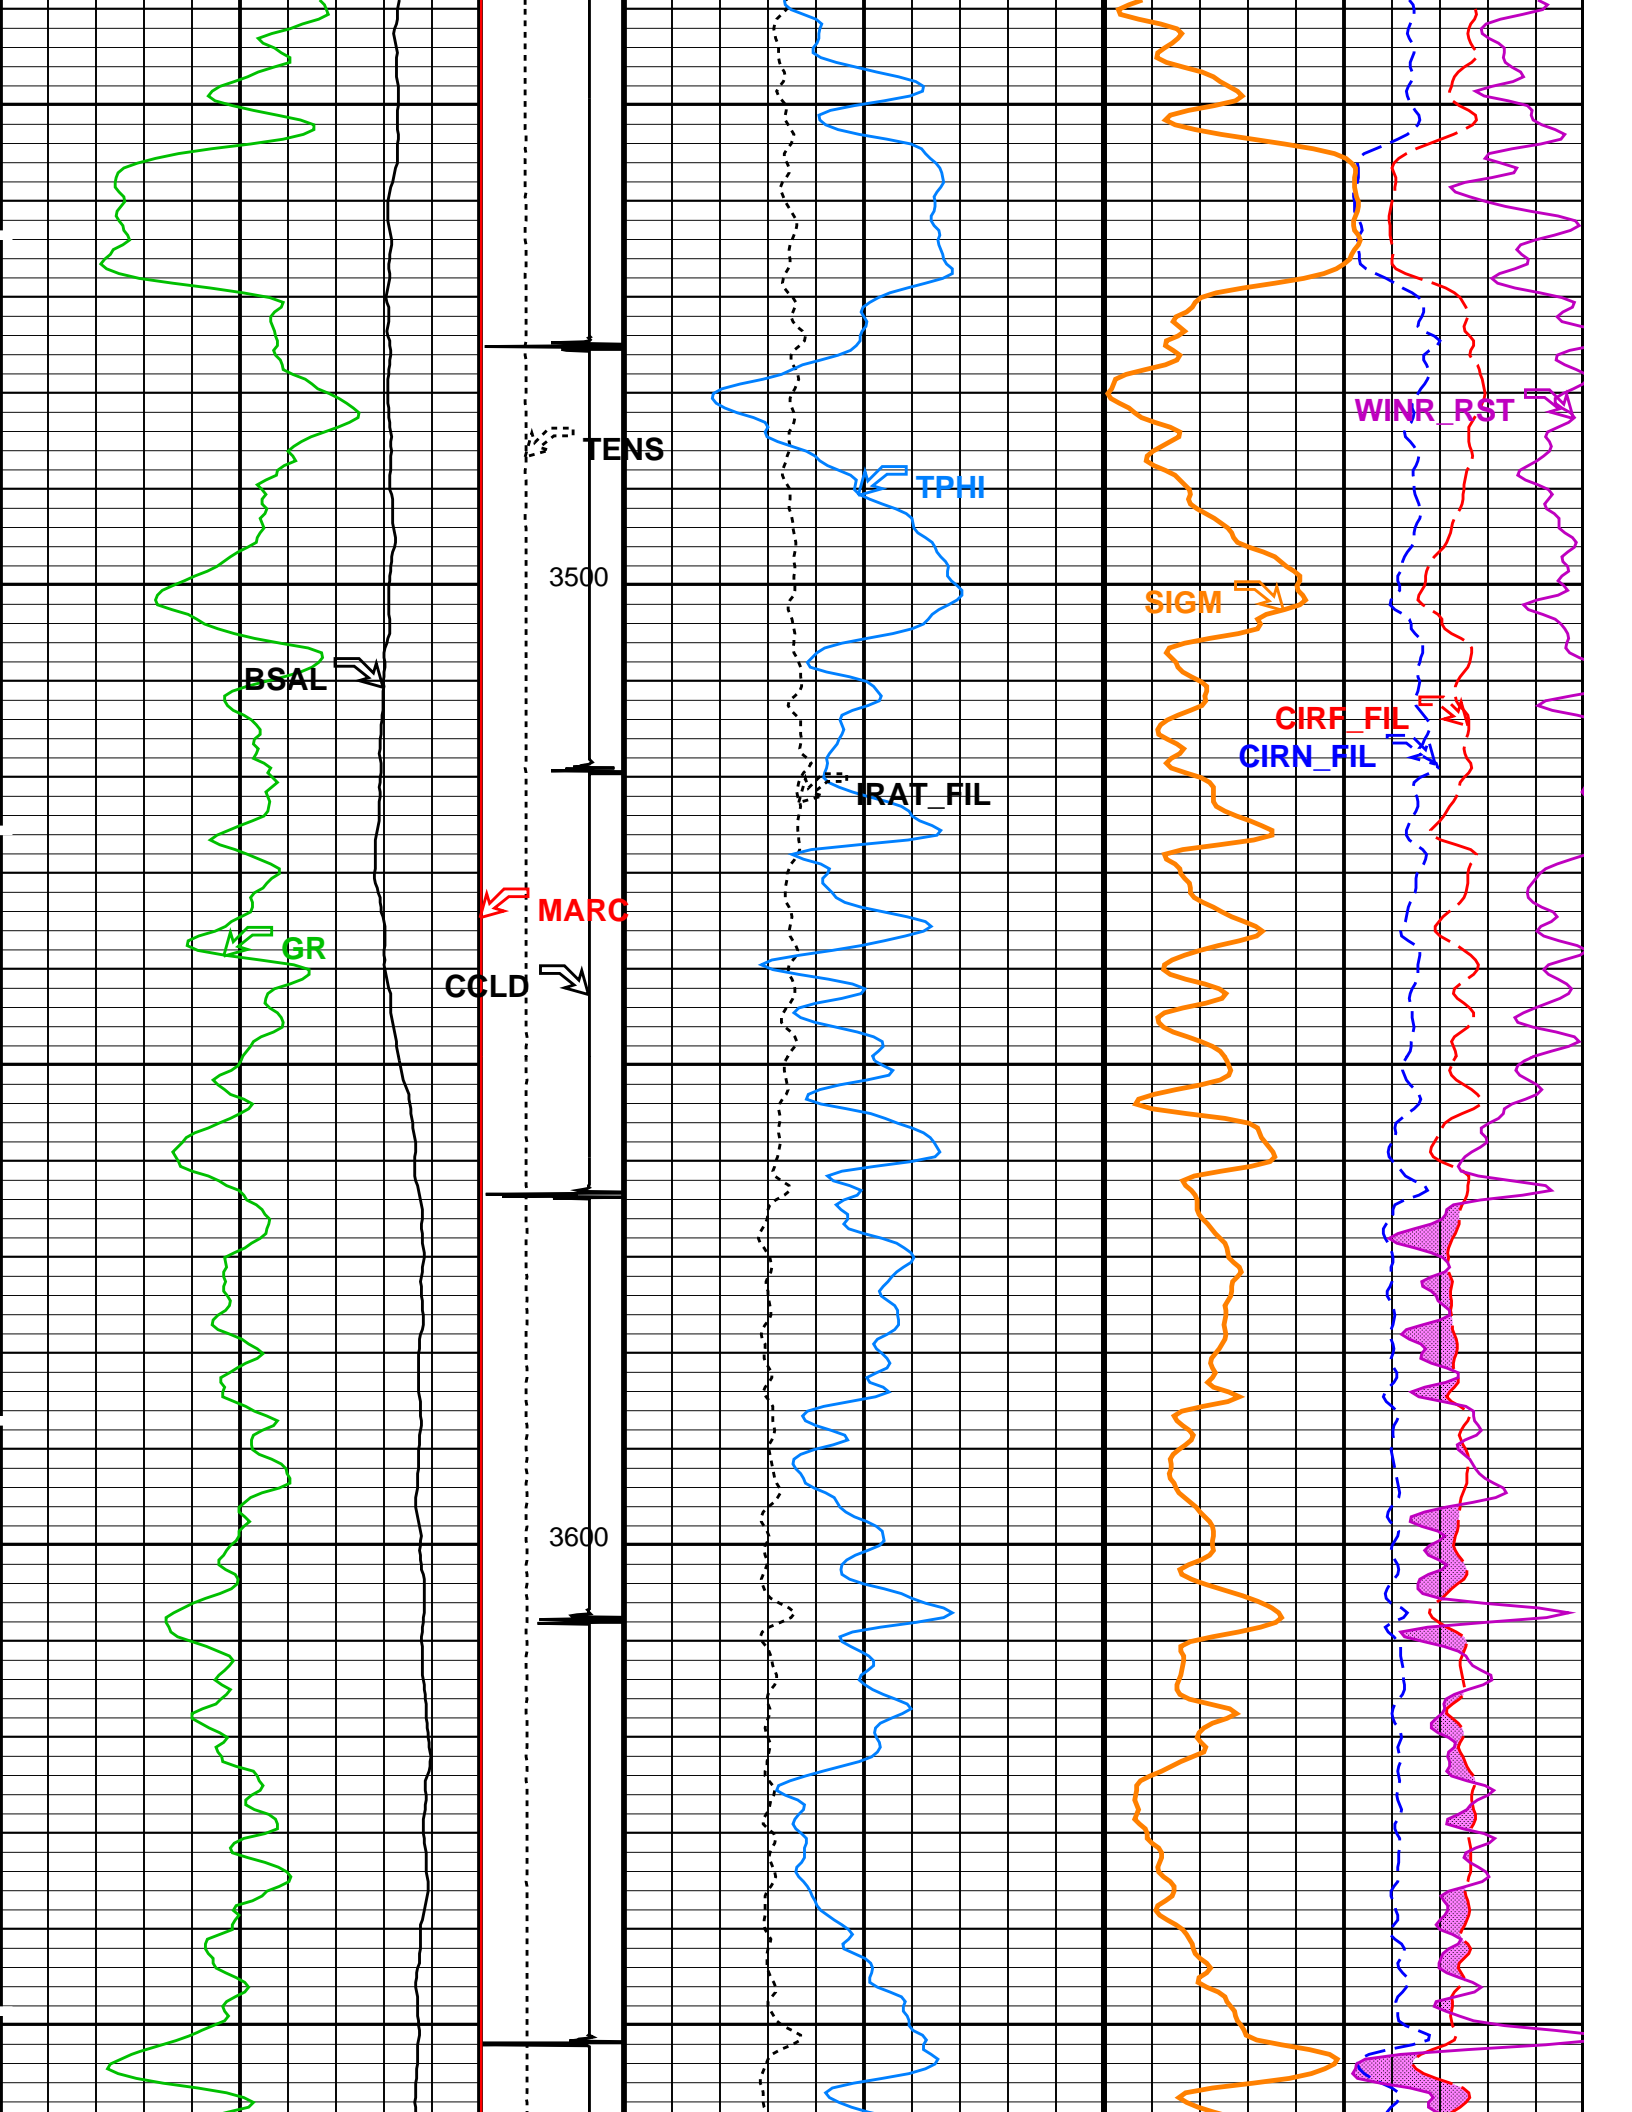 WINR_RST
TENS
TPHI
3500
SIGM
BSAL
CIRF_FIL
CIRN_FIL
IRAT_FIL
MARC
GR
CCLD
3600